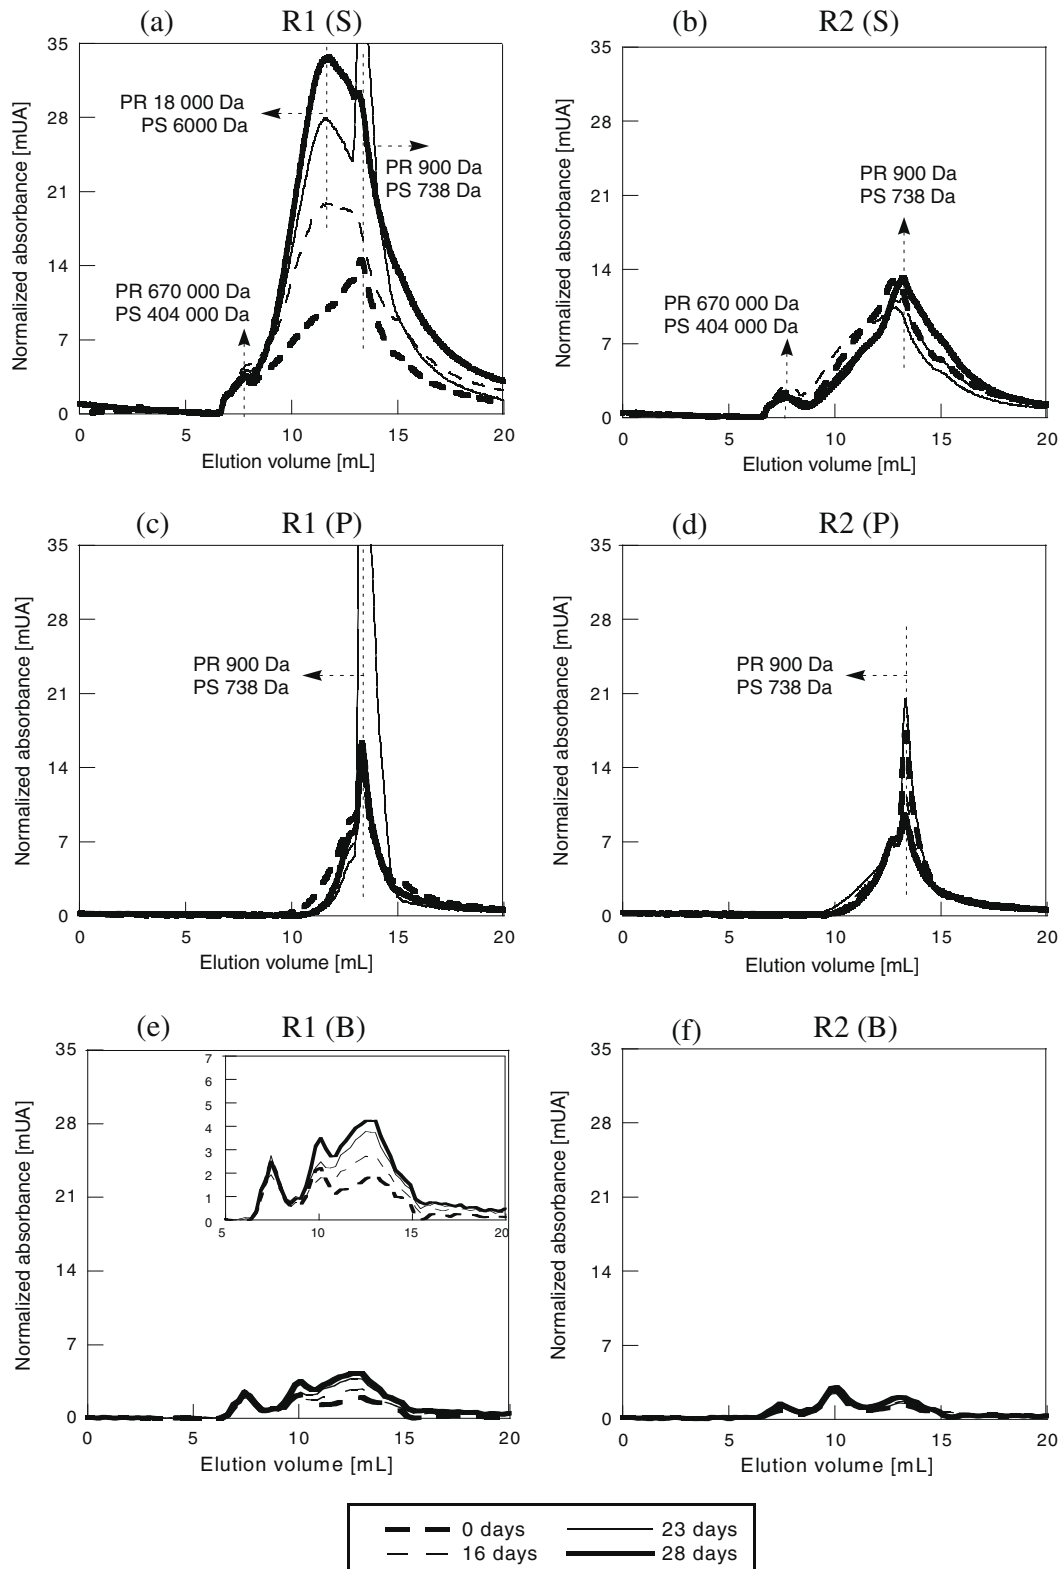 (a) R1 (S)
35
28
21
14
7
0
Normalized absorbance [mUA]
PR 18 000 Da
PS 6000 Da
PR 900 Da
PS 738 Da
PR 670 000 Da
PS 404 000 Da
0 5 10 15 20
Elution volume [mL]
(b) R2 (S)
35
28
21
14
7
0
Normalized absorbance [mUA]
PR 900 Da
PS 738 Da
PR 670 000 Da
PS 404 000 Da
0 5 10 15 20
Elution volume [mL]
(c) R1 (P)
35
28
21
14
7
0
Normalized absorbance [mUA]
PR 900 Da
PS 738 Da
0 5 10 15 20
Elution volume [mL]
(d) R2 (P)
35
28
21
14
7
0
Normalized absorbance [mUA]
PR 900 Da
PS 738 Da
0 5 10 15 20
Elution volume [mL]
(e) R1 (B)
35
28
21
14
7
0
Normalized absorbance [mUA]
7
6
5
4
3
2
1
0
5 10 15 20
0 5 10 15 20
Elution volume [mL]
(f) R2 (B)
35
28
21
14
7
0
Normalized absorbance [mUA]
0 5 10 15 20
Elution volume [mL]
0 days 23 days
16 days 28 days